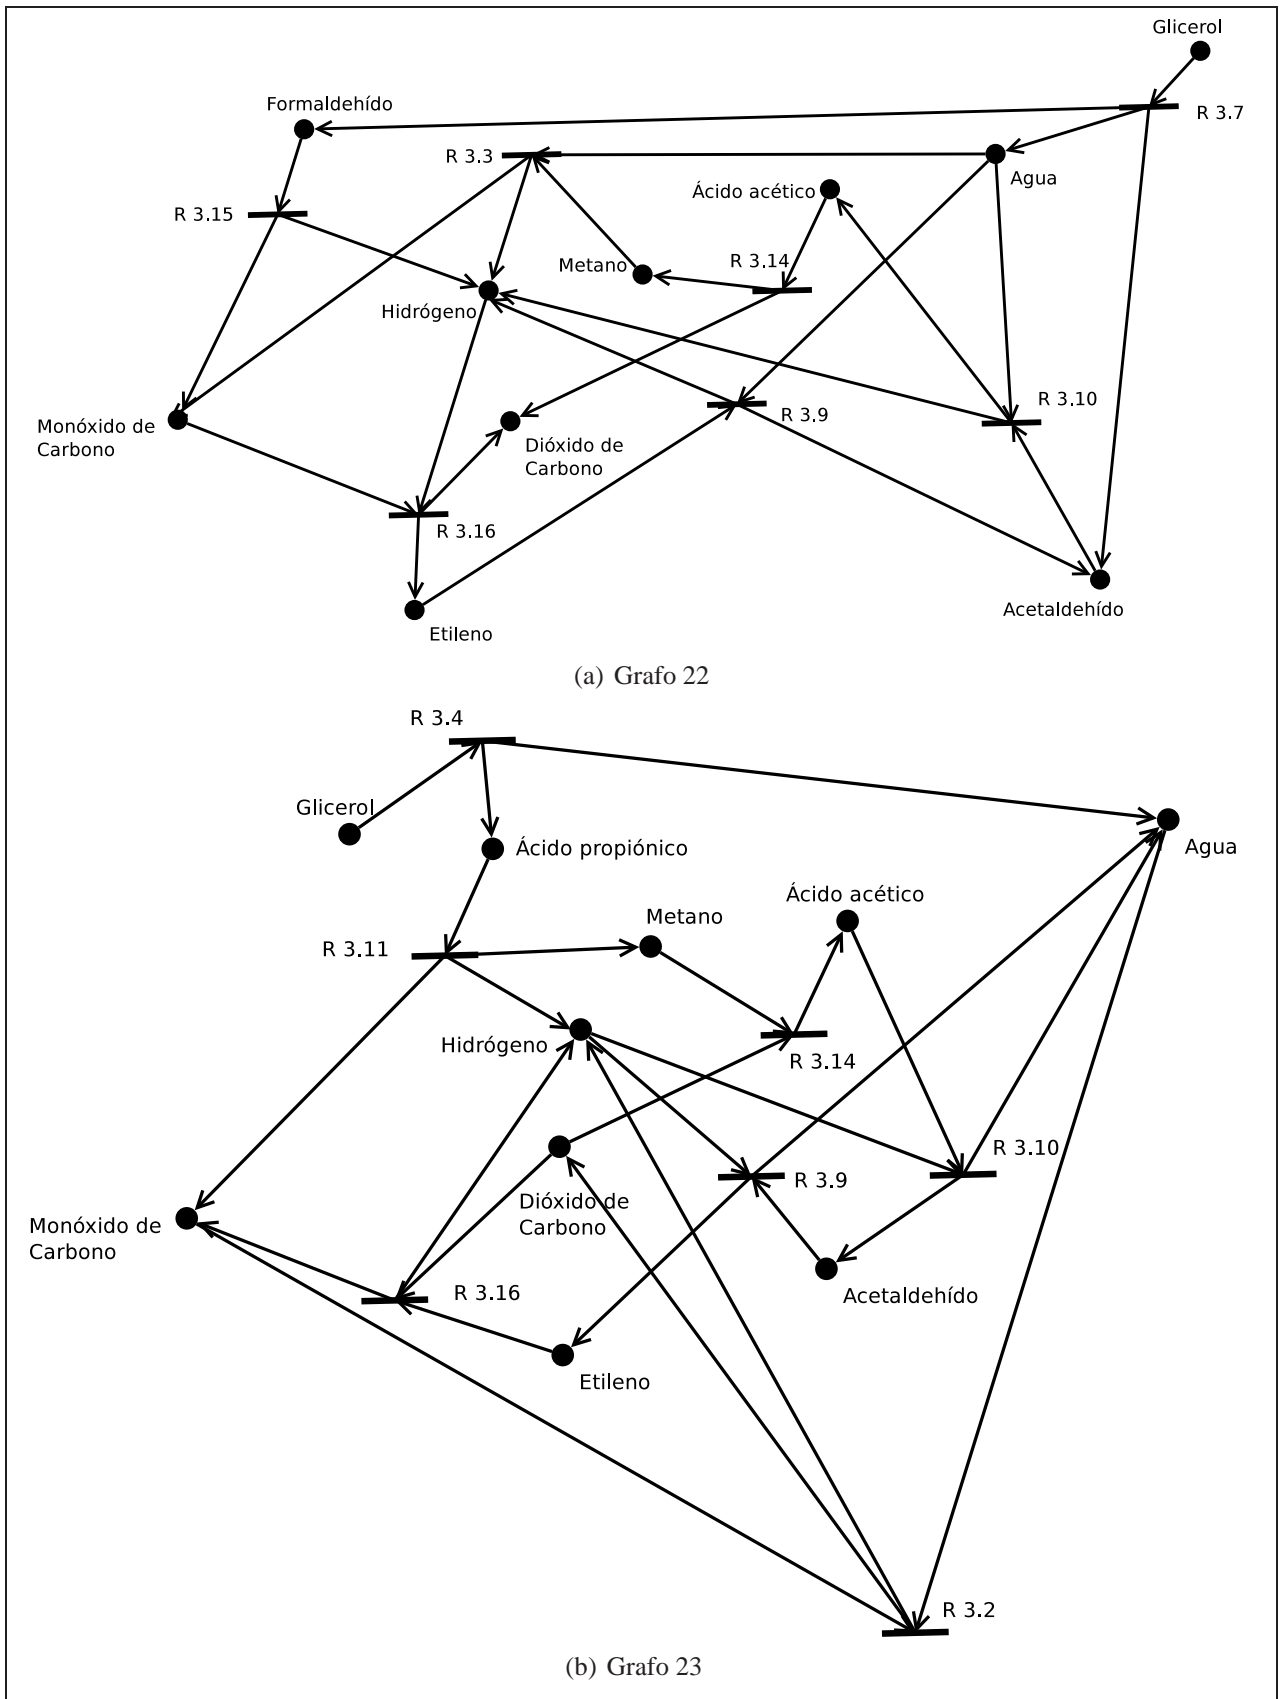 Glicerol
Formaldehído
R 3.7
R 3.3
Agua
Ácido acético
R 3.15
Metano
R 3.14
Hidrógeno
R 3.10
R 3.9
Monóxido de
Carbono
Dióxido de
Carbono
R 3.16
Acetaldehído
Etileno
(a) Grafo 22
R 3.4
Glicerol
Ácido propiónico
Agua
Ácido acético
Metano
R 3.11
Hidrógeno
R 3.14
R 3.10
R 3.9
Dióxido de
Carbono
Monóxido de
Carbono
R 3.16
Acetaldehído
Etileno
R 3.2
(b) Grafo 23